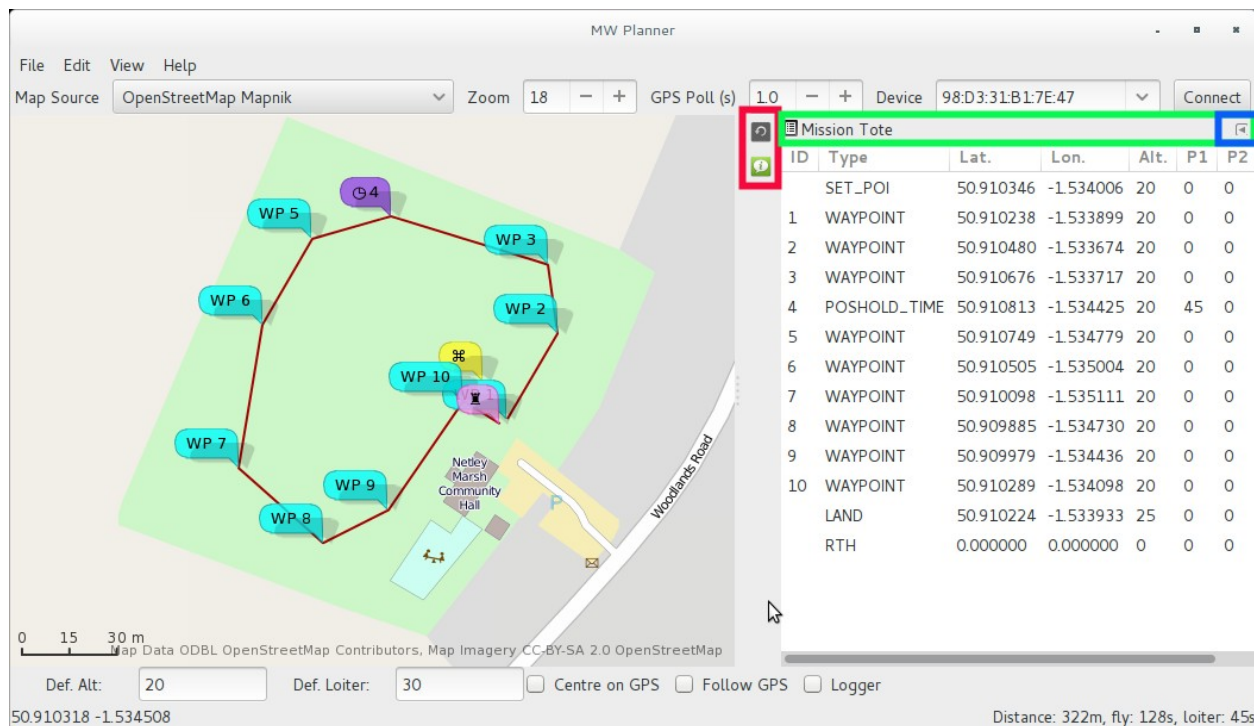 MW Planner
File Edit View Help
Map Source OpenStreetMap Mapnik Zoom 18 − + GPS Poll (s) 1.0 − + Device 98:D3:31:B1:7E:47 Connect
Mission Tote
ID Type Lat. Lon. Alt. P1 P2
SET_POI 50.910346 -1.534006 20 0 0
1 WAYPOINT 50.910238 -1.533899 20 0 0
2 WAYPOINT 50.910480 -1.533674 20 0 0
3 WAYPOINT 50.910676 -1.533717 20 0 0
4 POSHOLD_TIME 50.910813 -1.534425 20 45 0
5 WAYPOINT 50.910749 -1.534779 20 0 0
6 WAYPOINT 50.910505 -1.535004 20 0 0
7 WAYPOINT 50.910098 -1.535111 20 0 0
8 WAYPOINT 50.909885 -1.534730 20 0 0
9 WAYPOINT 50.909979 -1.534436 20 0 0
10 WAYPOINT 50.910289 -1.534098 20 0 0
LAND 50.910224 -1.533933 25 0 0
RTH 0.000000 0.000000 0 0 0
4
WP 5
WP 3
WP 6
WP 2
WP 10
WP 7
WP 9
WP 8
Netley
Marsh
Community
Hall
P
Woodlands Road
0 15 30 m
Map Data ODBL OpenStreetMap Contributors, Map Imagery CC-BY-SA 2.0 OpenStreetMap
Def. Alt: 20 Def. Loiter: 30 Centre on GPS Follow GPS Logger
50.910318 -1.534508 Distance: 322m, fly: 128s, loiter: 45s